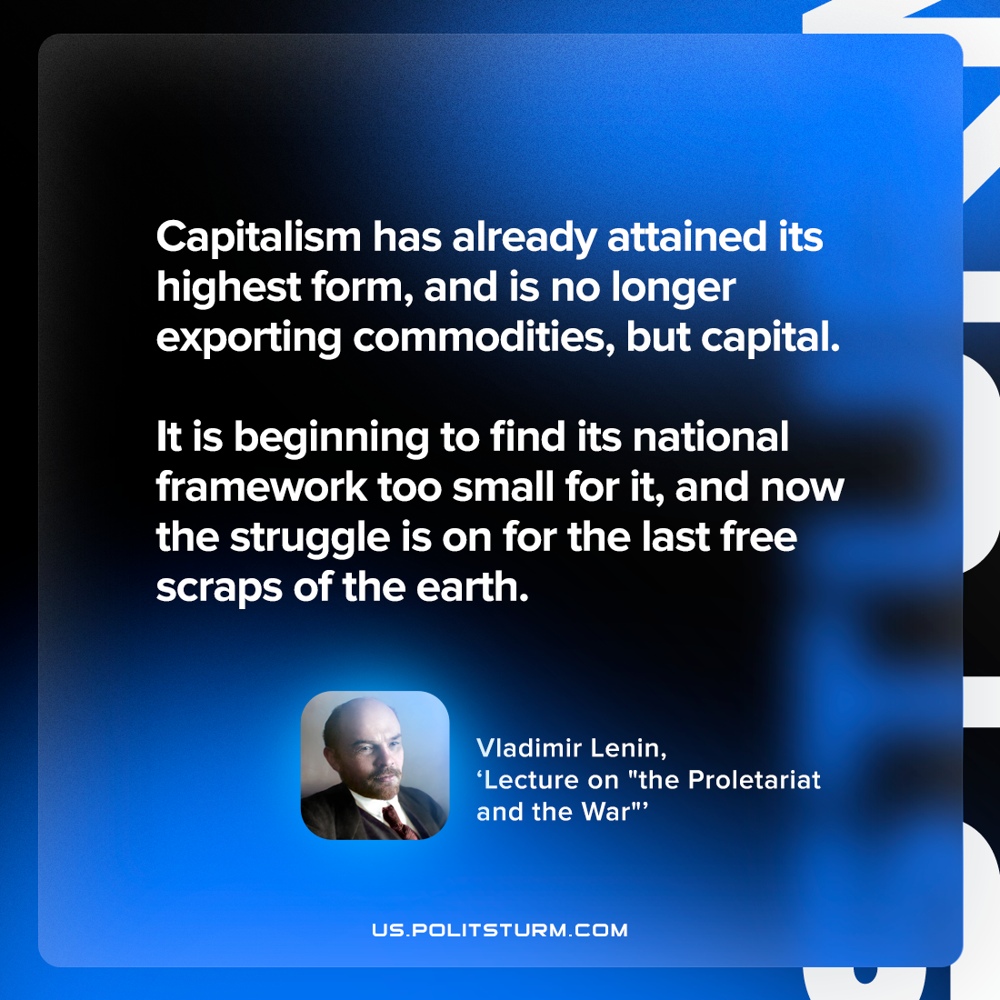 Capitalism has already attained its
highest form, and is no longer
exporting commodities, but capital.
It is beginning to find its national
framework too small for it, and now
the struggle is on for the last free
scraps of the earth.
Vladimir Lenin,
‘Lecture on "the Proletariat
and the War"’
US.POLITSTURM.COM